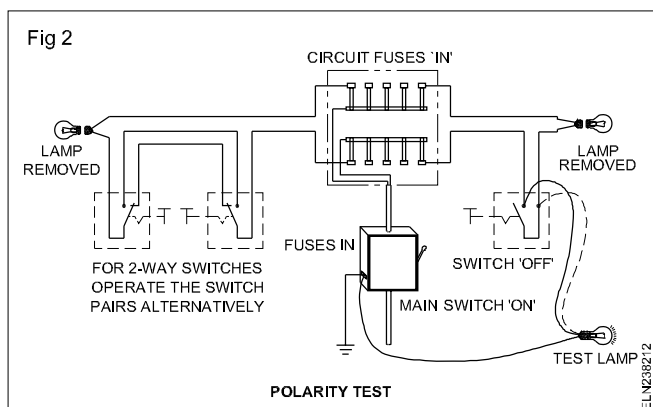 Fig 2
CIRCUIT FUSES `IN'
LAMP
REMOVED
LAMP
REMOVED
FUSES IN
SWITCH 'OFF'
FOR 2-WAY SWITCHES
OPERATE THE SWITCH
PAIRS ALTERNATIVELY
MAIN SWITCH 'ON'
TEST LAMP
POLARITY TEST
ELN238212